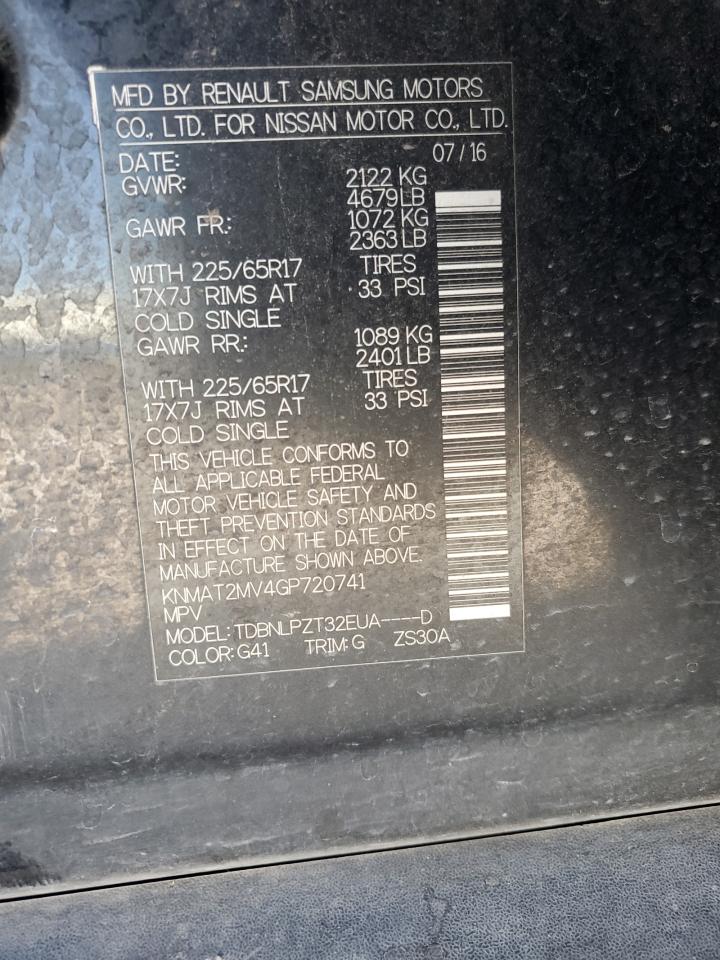 MFD BY RENAULT SAMSUNG MOTORS
CO., LTD. FOR NISSAN MOTOR CO., LTD.
DATE: 07/16
GVWR: 2122 KG
4679 LB
GAWR FR.: 1072 KG
2363 LB
WITH 225/65R17 TIRES
17X7J RIMS AT 33 PSI
COLD SINGLE
GAWR RR.: 1089 KG
2401 LB
WITH 225/65R17 TIRES
17X7J RIMS AT 33 PSI
COLD SINGLE
THIS VEHICLE CONFORMS TO
ALL APPLICABLE FEDERAL
MOTOR VEHICLE SAFETY AND
THEFT PREVENTION STANDARDS
IN EFFECT ON THE DATE OF
MANUFACTURE SHOWN ABOVE.
KNMAT2MV4GP720741
MPV
MODEL: TDBNLPZT32EUA----D
COLOR: G41 TRIM: G ZS30A